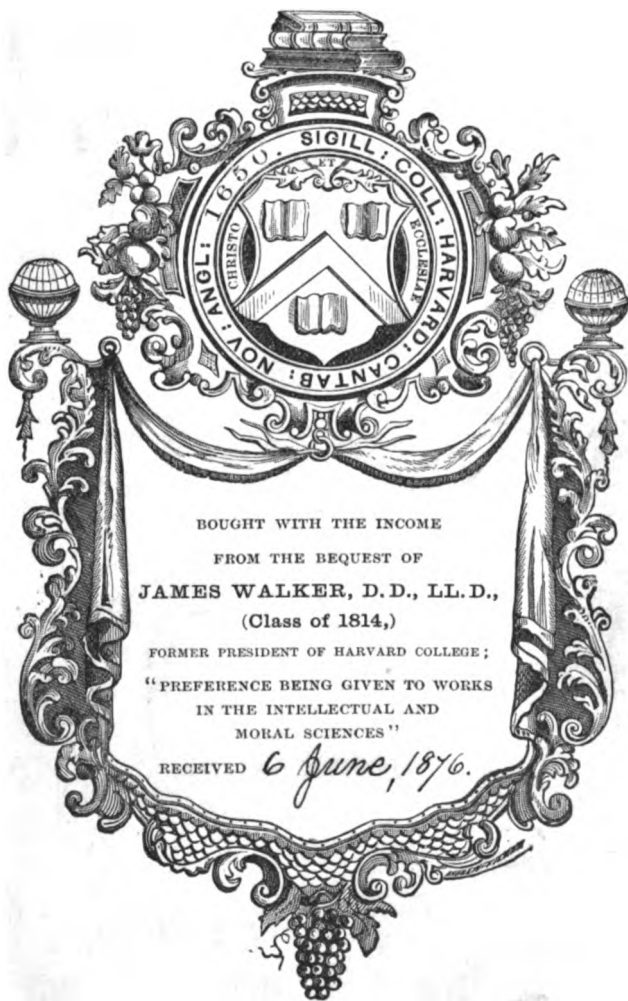 SIGILL: COLL: HARVARD: CANTAB: NOV: ANGL: 1650.
CHRISTO
ET
ECCLESIAE
BOUGHT WITH THE INCOME
FROM THE BEQUEST OF
JAMES WALKER, D.D., LL.D.,
(Class of 1814,)
FORMER PRESIDENT OF HARVARD COLLEGE;
"PREFERENCE BEING GIVEN TO WORKS
IN THE INTELLECTUAL AND
MORAL SCIENCES"
RECEIVED 6 June, 1876.